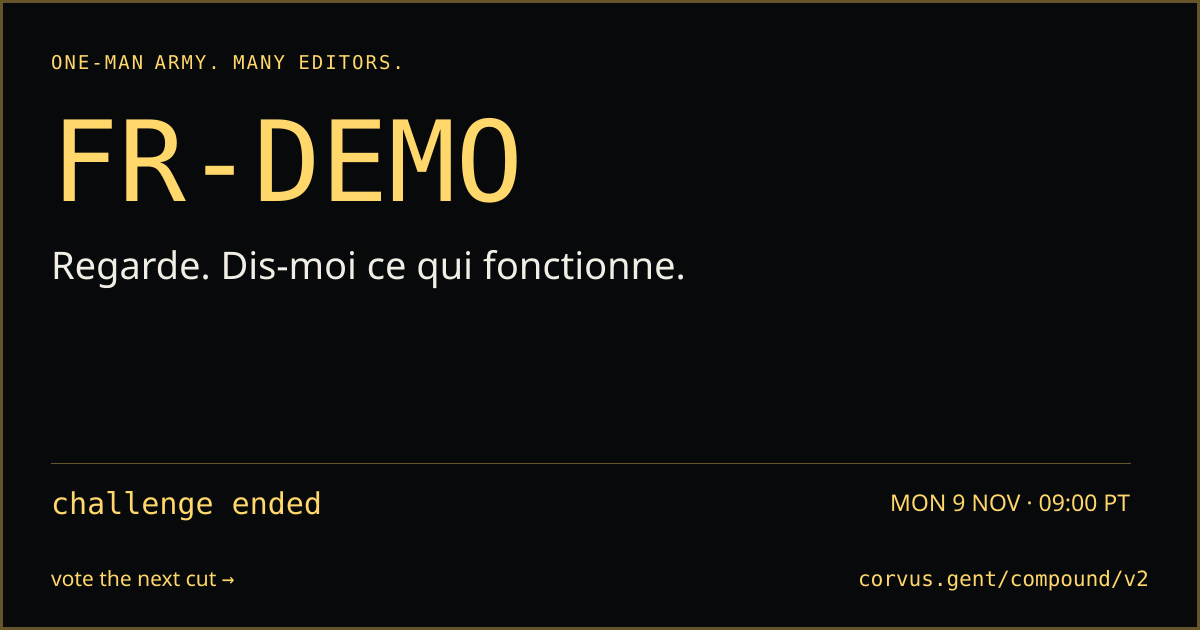 ONE-MAN ARMY. MANY EDITORS.
FR-DEMO
Regarde. Dis-moi ce qui fonctionne.
challenge ended
MON 9 NOV · 09:00 PT
vote the next cut →
corvus.gent/compound/v2